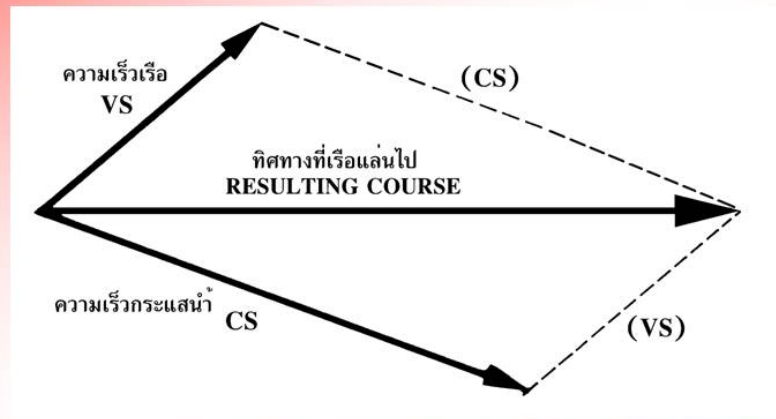 ความเร็วเรือ
VS
(CS)
ทิศทางที่เรือแล่นไป
RESULTING COURSE
ความเร็วกระแสน้ำ
CS
(VS)